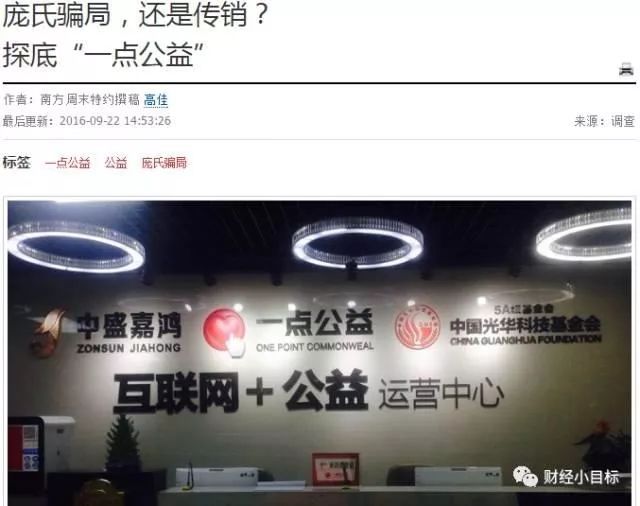 庞氏骗局，还是传销？
探底“一点公益”
作者：南方周末特约撰稿 高佳
最后更新：2016-09-22 14:53:26 来源：调查
标签 一点公益 公益 庞氏骗局
中盛嘉鸿
ZONSUN JIAHONG
一点公益
ONE POINT COMMONWEAL
5A级基金会
中国光华科技基金会
CHINA GUANGHUA FOUNDATION
互联网+公益 运营中心
财经小目标